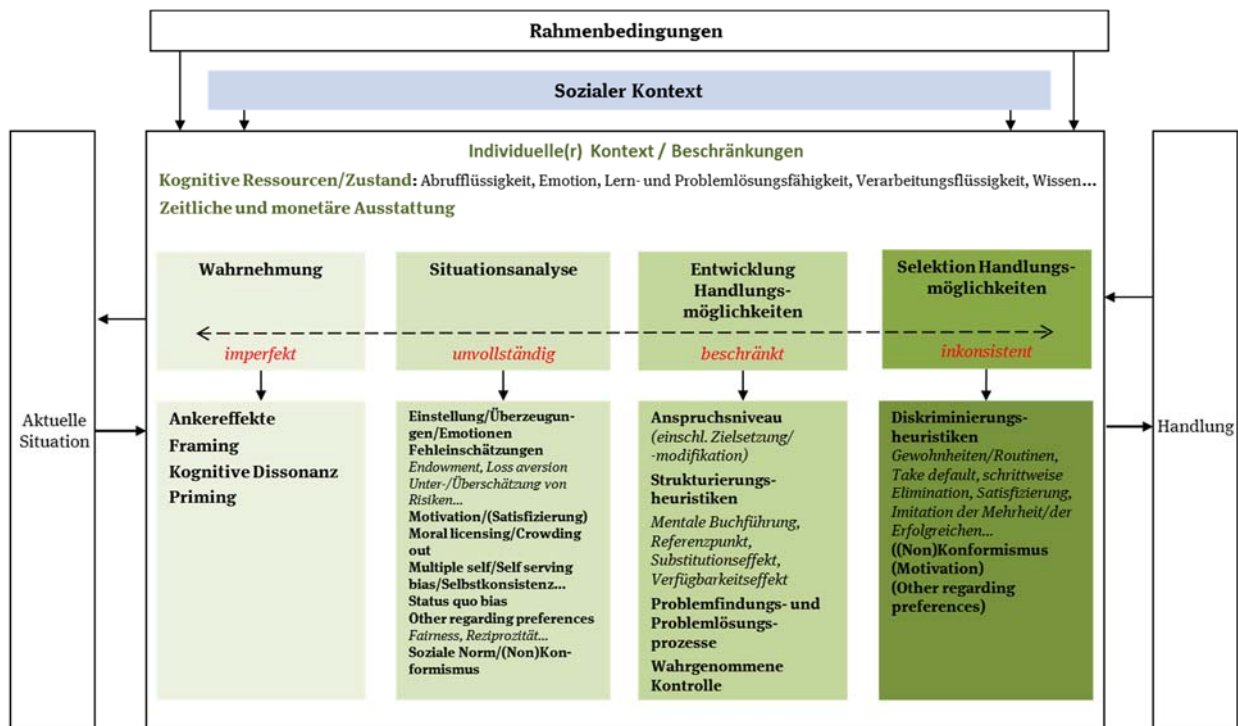 Rahmenbedingungen
Sozialer Kontext
Individuelle(r) Kontext / Beschränkungen
Kognitive Ressourcen/Zustand: Abrufflüssigkeit, Emotion, Lern- und Problemlösungsfähigkeit, Verarbeitungsflüssigkeit, Wissen...
Zeitliche und monetäre Ausstattung
Aktuelle
Situation
Wahrnehmung
imperfekt
Ankereffekte
Framing
Kognitive Dissonanz
Priming
Situationsanalyse
unvollständig
Einstellung/Überzeugun-
gen/Emotionen
Fehleinschätzungen
Endowment, Loss aversion
Unter-/Überschätzung von
Risiken...
Motivation/(Satisfizierung)
Moral licensing/Crowding
out
Multiple self/Self serving
bias/Selbstkonsistenz...
Status quo bias
Other regarding preferences
Fairness, Reziprozität...
Soziale Norm/(Non)Kon-
formismus
Entwicklung
Handlungs-
möglichkeiten
beschränkt
Anspruchsniveau
(einschl. Zielsetzung/
-modifikation)
Strukturierungs-
heuristiken
Mentale Buchführung,
Referenzpunkt,
Substitutionseffekt,
Verfügbarkeitseffekt
Problemfindungs- und
Problemlösungs-
prozesse
Wahrgenommene
Kontrolle
Selektion Handlungs-
möglichkeiten
inkonsistent
Diskriminierungs-
heuristiken
Gewohnheiten/Routinen,
Take default, schrittweise
Elimination, Satisfizierung,
Imitation der Mehrheit/der
Erfolgreichen...
((Non)Konformismus
(Motivation)
(Other regarding
preferences)
Handlung